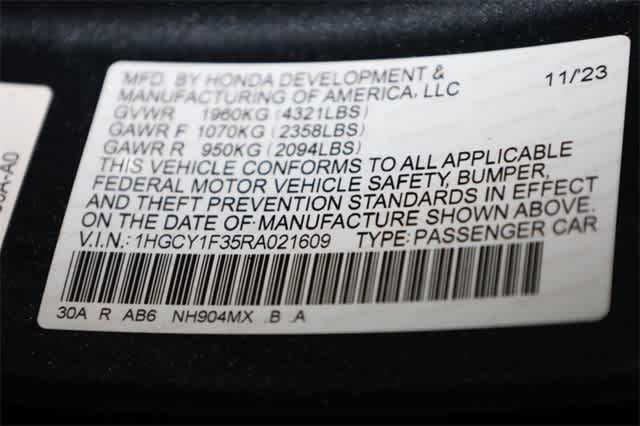 MFD. BY HONDA DEVELOPMENT &
MANUFACTURING OF AMERICA, LLC 11/23
GVWR 1960KG (4321LBS)
GAWR F 1070KG (2358LBS)
GAWR R 950KG (2094LBS)
THIS VEHICLE CONFORMS TO ALL APPLICABLE
FEDERAL MOTOR VEHICLE SAFETY, BUMPER,
AND THEFT PREVENTION STANDARDS IN EFFECT
ON THE DATE OF MANUFACTURE SHOWN ABOVE.
V.I.N.: 1HGCY1F35RA021609 TYPE: PASSENGER CAR
30A R AB6 NH904MX .B .A